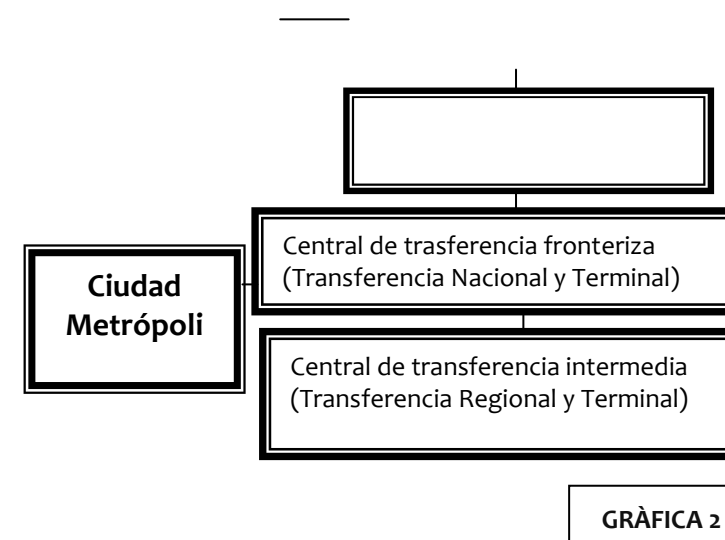 Central de trasferencia fronteriza
(Transferencia Nacional y Terminal)
Ciudad
Metrópoli
Central de transferencia intermedia
(Transferencia Regional y Terminal)
GRÀFICA 2